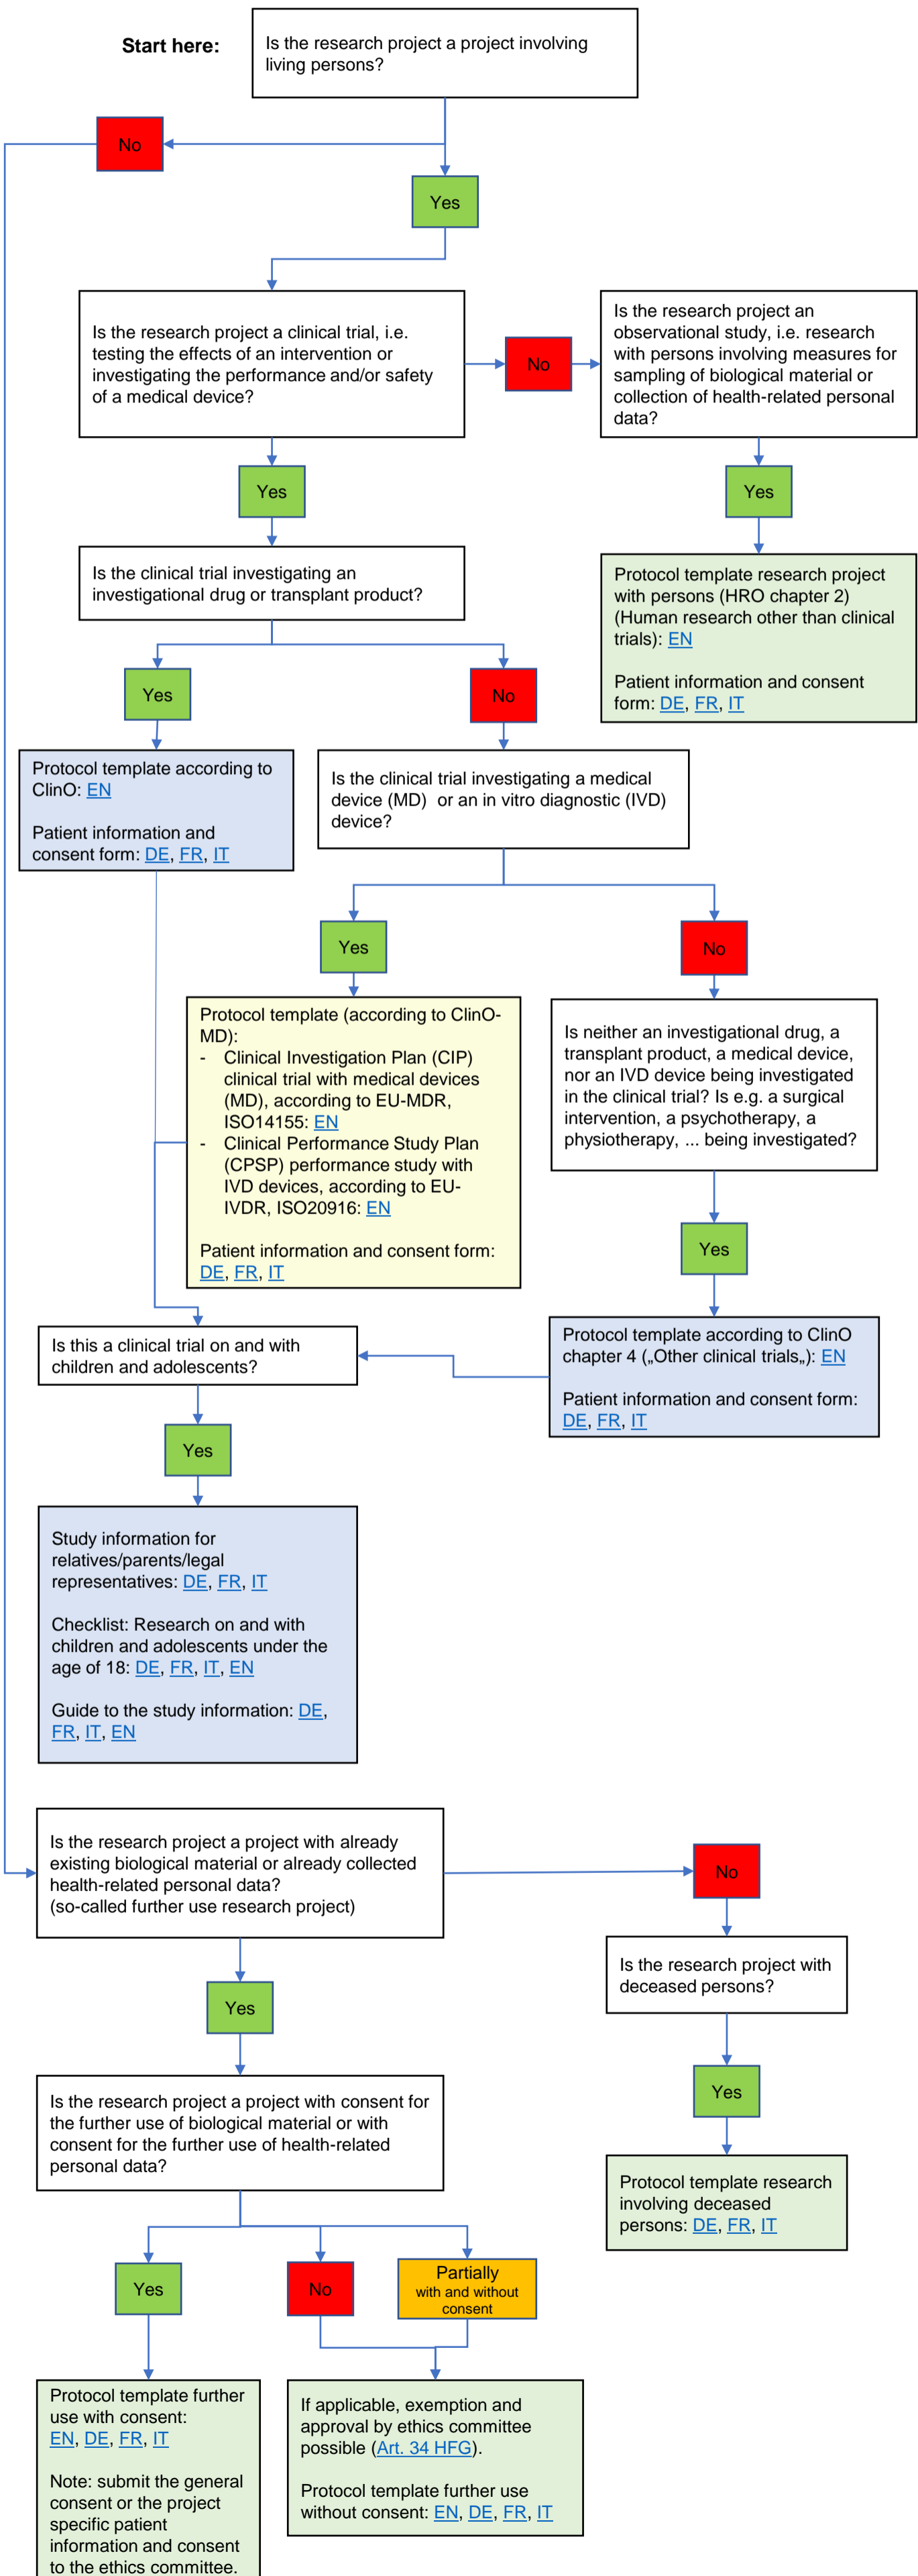 Start here:
Is the research project a project involving
living persons?
No
Yes
Is the research project a clinical trial, i.e.
testing the effects of an intervention or
investigating the performance and/or safety
of a medical device?
No
Is the research project an
observational study, i.e. research
with persons involving measures for
sampling of biological material or
collection of health-related personal
data?
Yes
Yes
Is the clinical trial investigating an
investigational drug or transplant product?
Protocol template research project
with persons (HRO chapter 2)
(Human research other than clinical
trials): EN
Patient information and consent
form: DE, FR, IT
Yes
No
Protocol template according to
ClinO: EN
Patient information and
consent form: DE, FR, IT
Is the clinical trial investigating a medical
device (MD) or an in vitro diagnostic (IVD)
device?
Yes
No
Protocol template (according to ClinO-
MD):
- Clinical Investigation Plan (CIP)
clinical trial with medical devices
(MD), according to EU-MDR,
ISO14155: EN
- Clinical Performance Study Plan
(CPSP) performance study with
IVD devices, according to EU-
IVDR, ISO20916: EN
Patient information and consent form:
DE, FR, IT
Is neither an investigational drug, a
transplant product, a medical device,
nor an IVD device being investigated
in the clinical trial? Is e.g. a surgical
intervention, a psychotherapy, a
physiotherapy, ... being investigated?
Yes
Is this a clinical trial on and with
children and adolescents?
Protocol template according to ClinO
chapter 4 („Other clinical trials„): EN
Patient information and consent form:
DE, FR, IT
Yes
Study information for
relatives/parents/legal
representatives: DE, FR, IT
Checklist: Research on and with
children and adolescents under the
age of 18: DE, FR, IT, EN
Guide to the study information: DE,
FR, IT, EN
Is the research project a project with already
existing biological material or already collected
health-related personal data?
(so-called further use research project)
No
Is the research project with
deceased persons?
Yes
Yes
Is the research project a project with consent for
the further use of biological material or with
consent for the further use of health-related
personal data?
Protocol template research
involving deceased
persons: DE, FR, IT
Yes
No
Partially
with and without
consent
Protocol template further
use with consent:
EN, DE, FR, IT
Note: submit the general
consent or the project
specific patient
information and consent
to the ethics committee.
If applicable, exemption and
approval by ethics committee
possible (Art. 34 HFG).
Protocol template further use
without consent: EN, DE, FR, IT